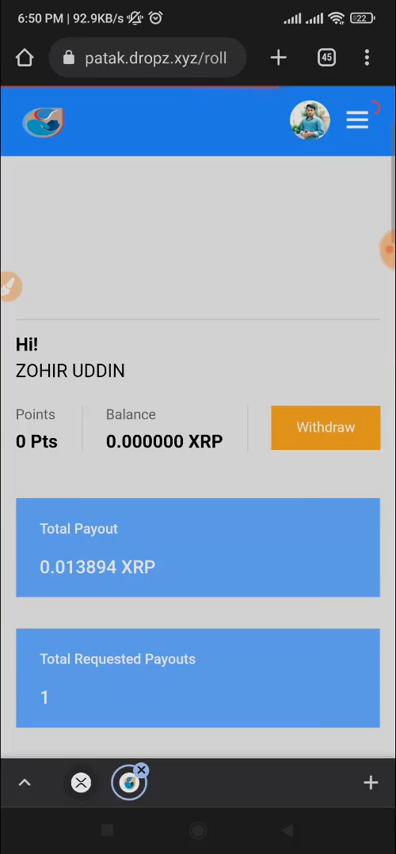 6:50 PM | 92.9KB/s
22
patak.dropz.xyz/roll
45
Hi!
ZOHIR UDDIN
Points
Balance
0 Pts
0.000000 XRP
Withdraw
Total Payout
0.013894 XRP
Total Requested Payouts
1